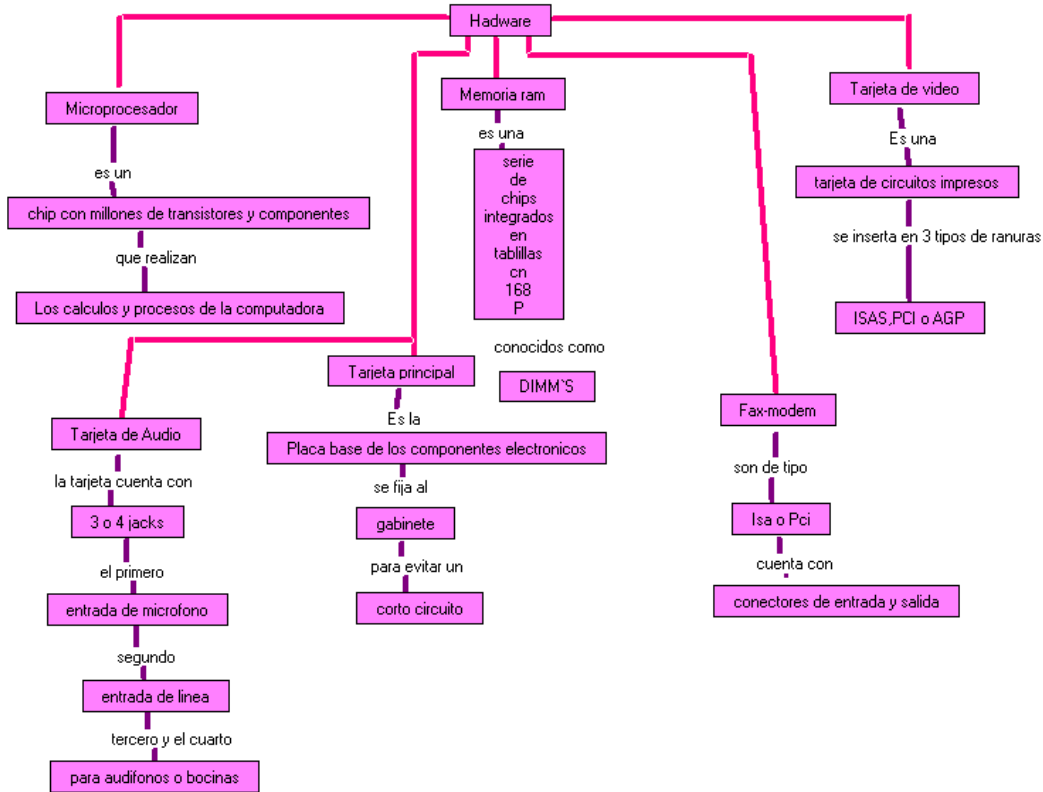 Hadware
Microprocesador
es un
chip con millones de transistores y componentes
que realizan
Los calculos y procesos de la computadora
Memoria ram
es una
serie
de
chips
integrados
en
tablillas
cn
168
P
conocidos como
DIMM`S
Tarjeta de video
Es una
tarjeta de circuitos impresos
se inserta en 3 tipos de ranuras
ISAS,PCI o AGP
Tarjeta de Audio
la tarjeta cuenta con
3 o 4 jacks
el primero
entrada de microfono
segundo
entrada de linea
tercero y el cuarto
para audífonos o bocinas
Tarjeta principal
Es la
Placa base de los componentes electronicos
se fija al
gabinete
para evitar un
corto circuito
Fax-modem
son de tipo
Isa o Pci
cuenta con
conectores de entrada y salida